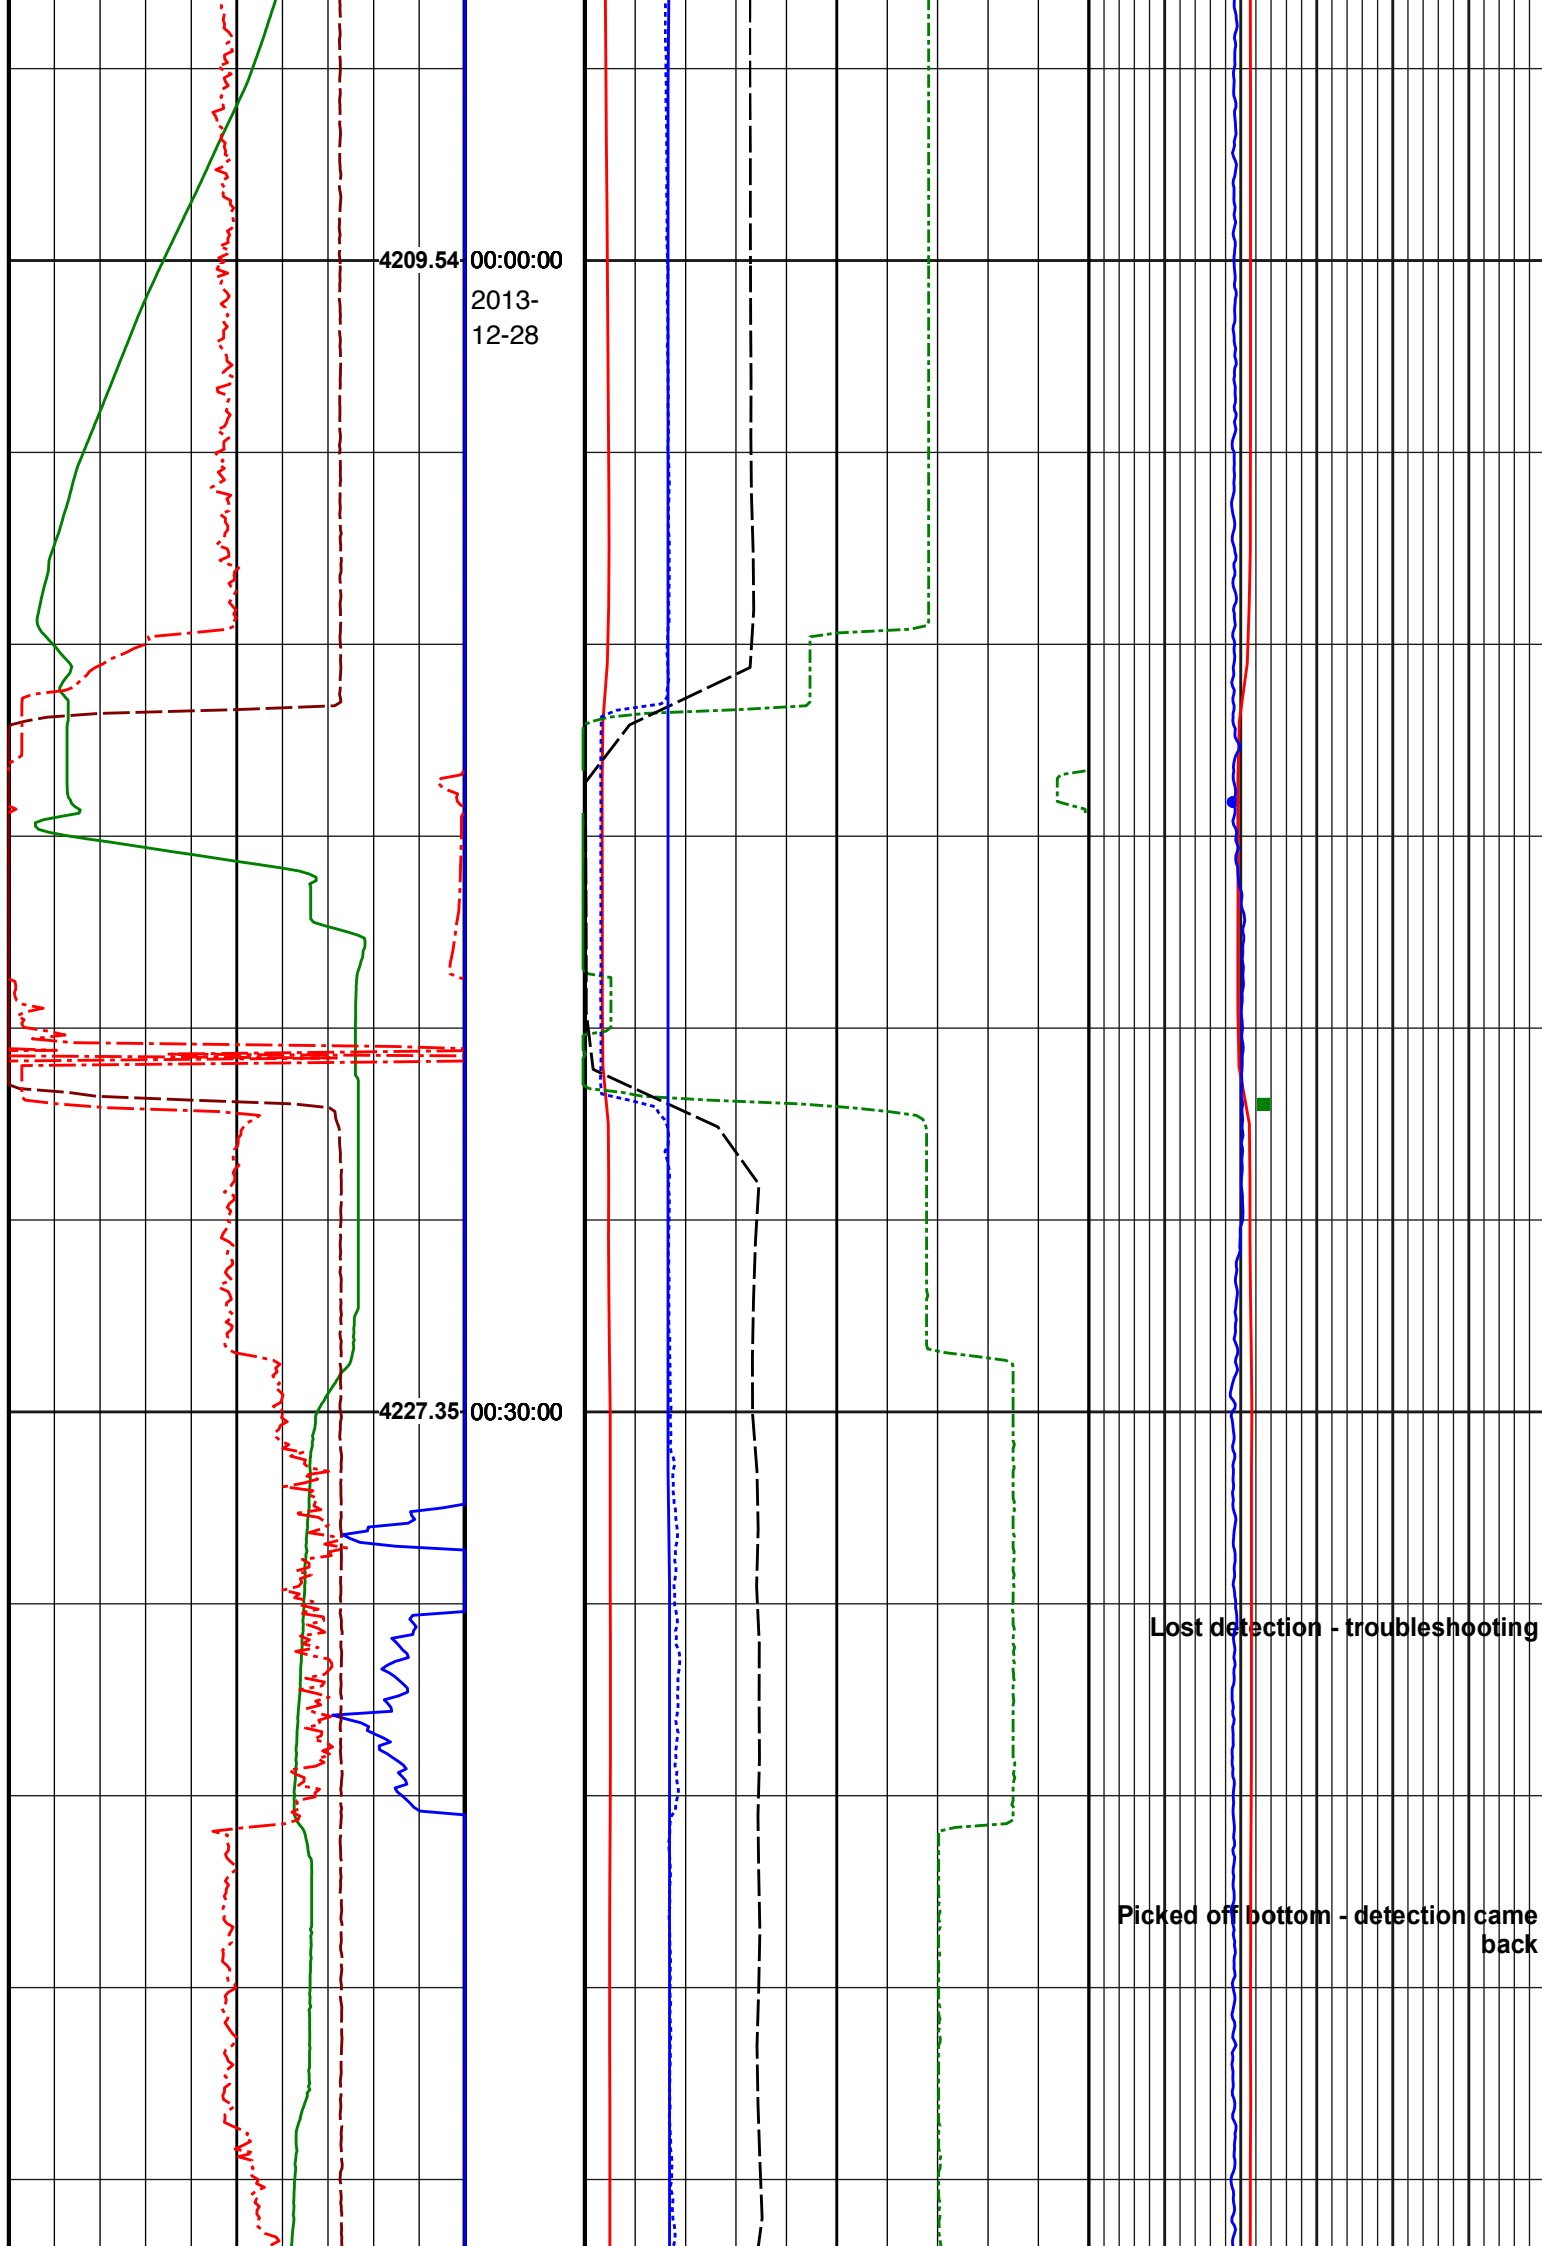 4209.54 00:00:00
2013-
12-28
4227.35 00:30:00
Lost detection - troubleshooting
Picked off bottom - detection came
back